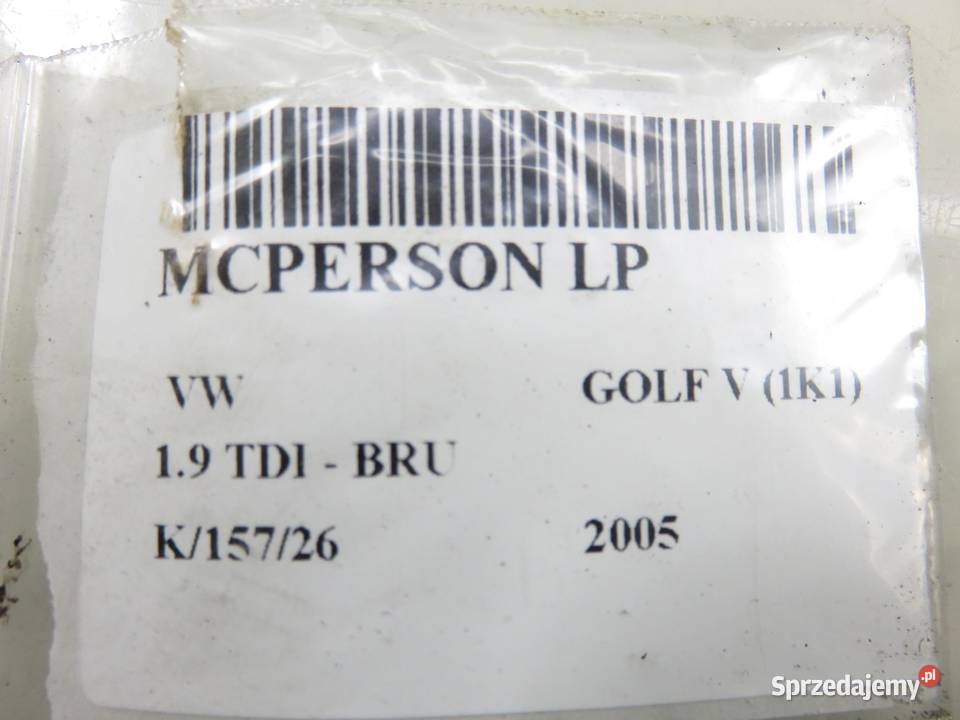 MCPERSON LP
VW GOLF V (1K1)
1.9 TDI - BRU
K/157/26 2005
Sprzedajemy.pl